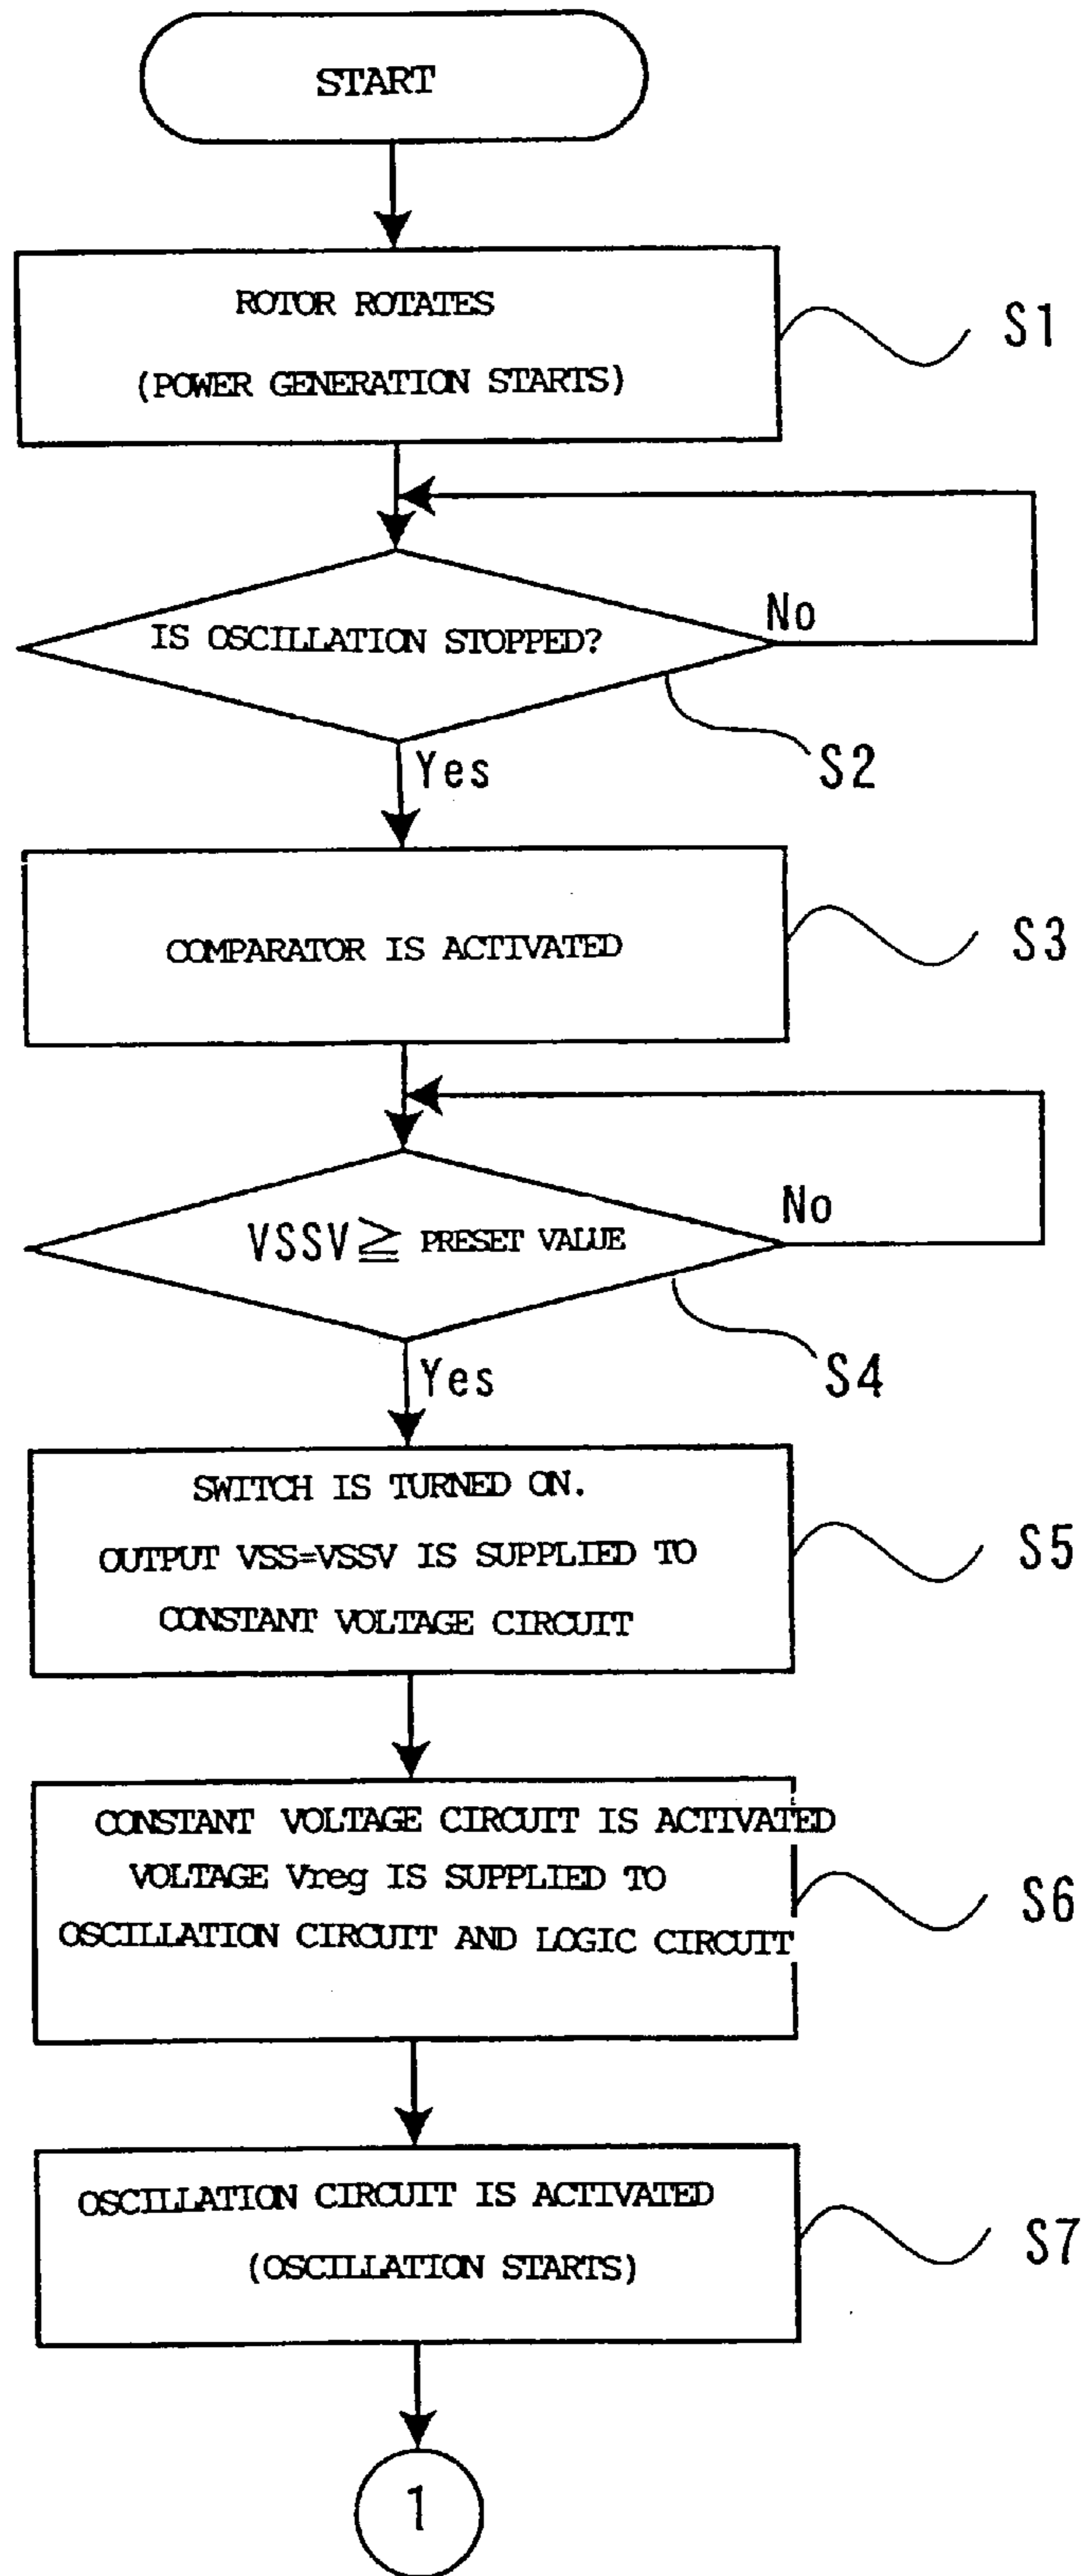 START
ROTOR ROTATES
(POWER GENERATION STARTS)
S1
IS OSCILLATION STOPPED?
No
S2
Yes
COMPARATOR IS ACTIVATED
S3
VSSV≧ PRESET VALUE
No
S4
Yes
SWITCH IS TURNED ON.
OUTPUT VSS=VSSV IS SUPPLIED TO
CONSTANT VOLTAGE CIRCUIT
S5
CONSTANT VOLTAGE CIRCUIT IS ACTIVATED
VOLTAGE Vreg IS SUPPLIED TO
OSCILLATION CIRCUIT AND LOGIC CIRCUIT
S6
OSCILLATION CIRCUIT IS ACTIVATED
(OSCILLATION STARTS)
S7
1